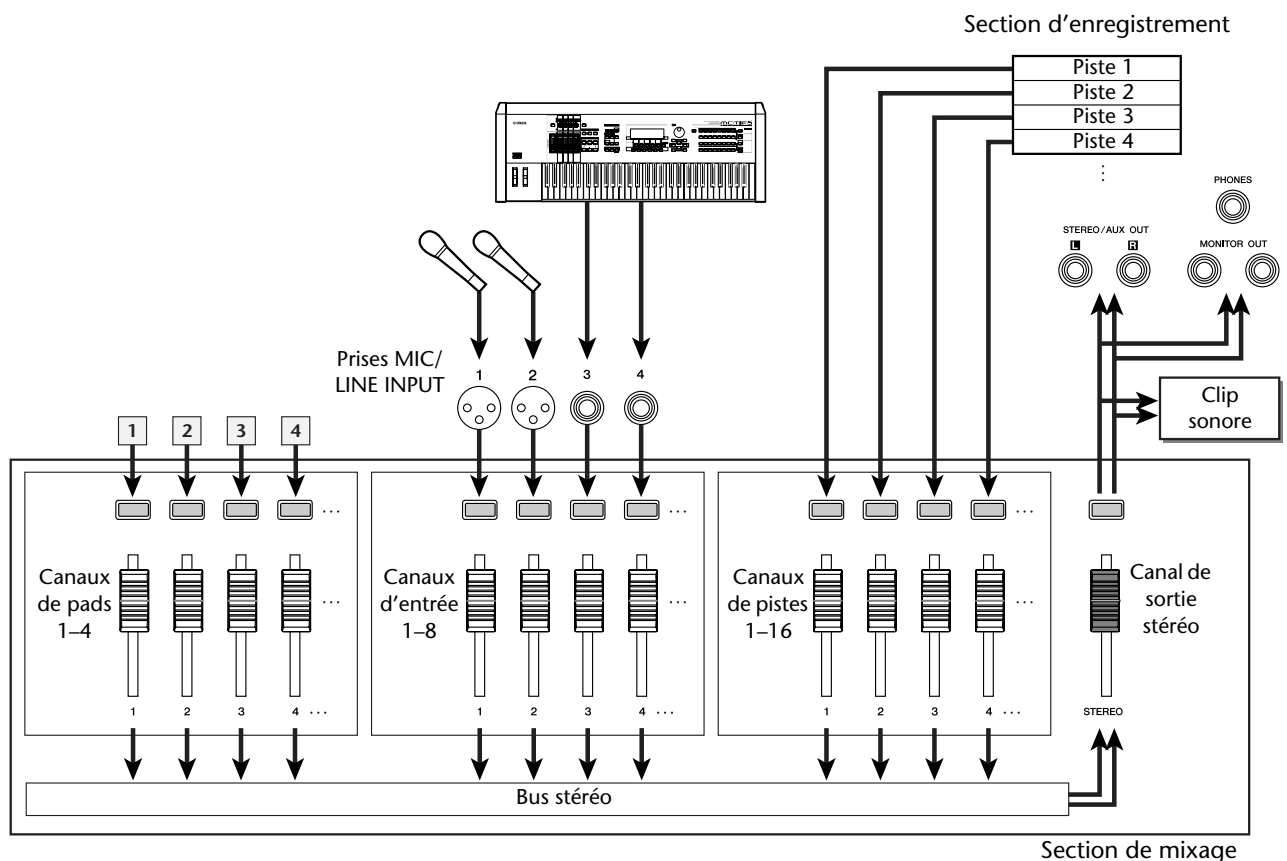 Section d'enregistrement
Piste 1
Piste 2
Piste 3
Piste 4
PHONES
STEREO/AUX OUT
L
R
MONITOR OUT
Prises MIC/
LINE INPUT
1
2
3
4
Clip
sonore
1
2
3
4
Canaux
de pads
1–4
Canaux
d'entrée
1–8
Canaux
de pistes
1–16
Canal de
sortie
stéréo
1 2 3 4 ...
1 2 3 4 ...
1 2 3 4 ...
STEREO
Bus stéréo
Section de mixage